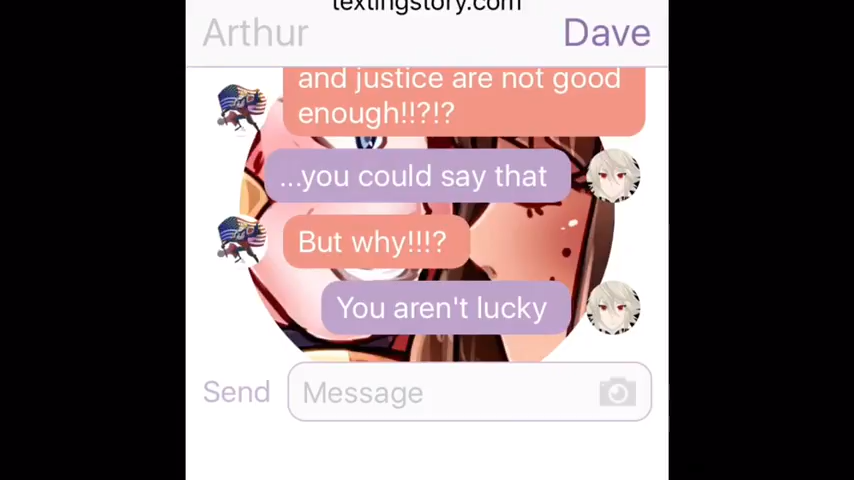 textingstory.com
Arthur
Dave
and justice are not good
enough!!?!?
...you could say that
But why!!!?
You aren't lucky
Send
Message